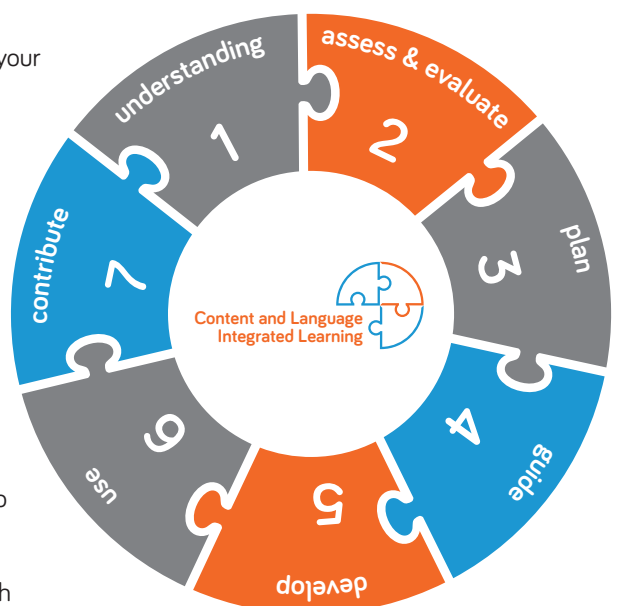 your
understanding
1
assess & evaluate
2
plan
3
guide
4
develop
5
use
6
contribute
7
Content and Language
Integrated Learning